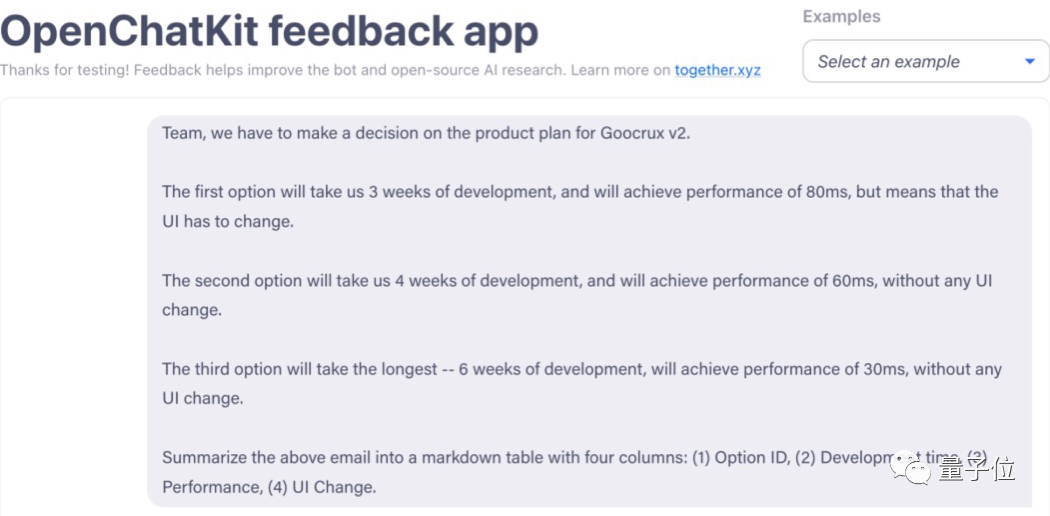 OpenChatKit feedback app
Thanks for testing! Feedback helps improve the bot and open-source AI research. Learn more on together.xyz
Examples
Select an example
Team, we have to make a decision on the product plan for Goocrux v2.
The first option will take us 3 weeks of development, and will achieve performance of 80ms, but means that the
UI has to change.
The second option will take us 4 weeks of development, and will achieve performance of 60ms, without any UI
change.
The third option will take the longest -- 6 weeks of development, will achieve performance of 30ms, without any
UI change.
Summarize the above email into a markdown table with four columns: (1) Option ID, (2) Development time, (3)
Performance, (4) UI Change.
量子位